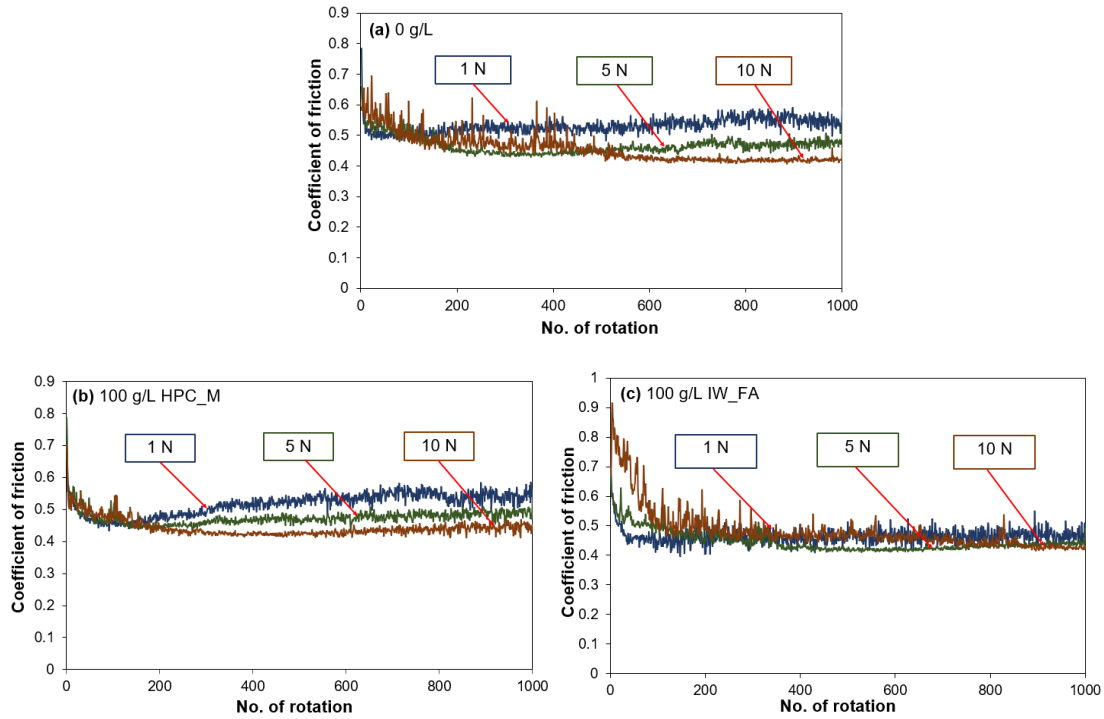 (a) 0 g/L
Coefficient of friction
0.9
0.8
0.7
0.6
0.5
0.4
0.3
0.2
0.1
0
1 N
5 N
10 N
0 200 400 600 800 1000
No. of rotation
(b) 100 g/L HPC_M
Coefficient of friction
0.9
0.8
0.7
0.6
0.5
0.4
0.3
0.2
0.1
0
1 N
5 N
10 N
0 200 400 600 800 1000
No. of rotation
(c) 100 g/L IW_FA
Coefficient of friction
1
0.9
0.8
0.7
0.6
0.5
0.4
0.3
0.2
0.1
0
1 N
5 N
10 N
0 200 400 600 800 1000
No. of rotation